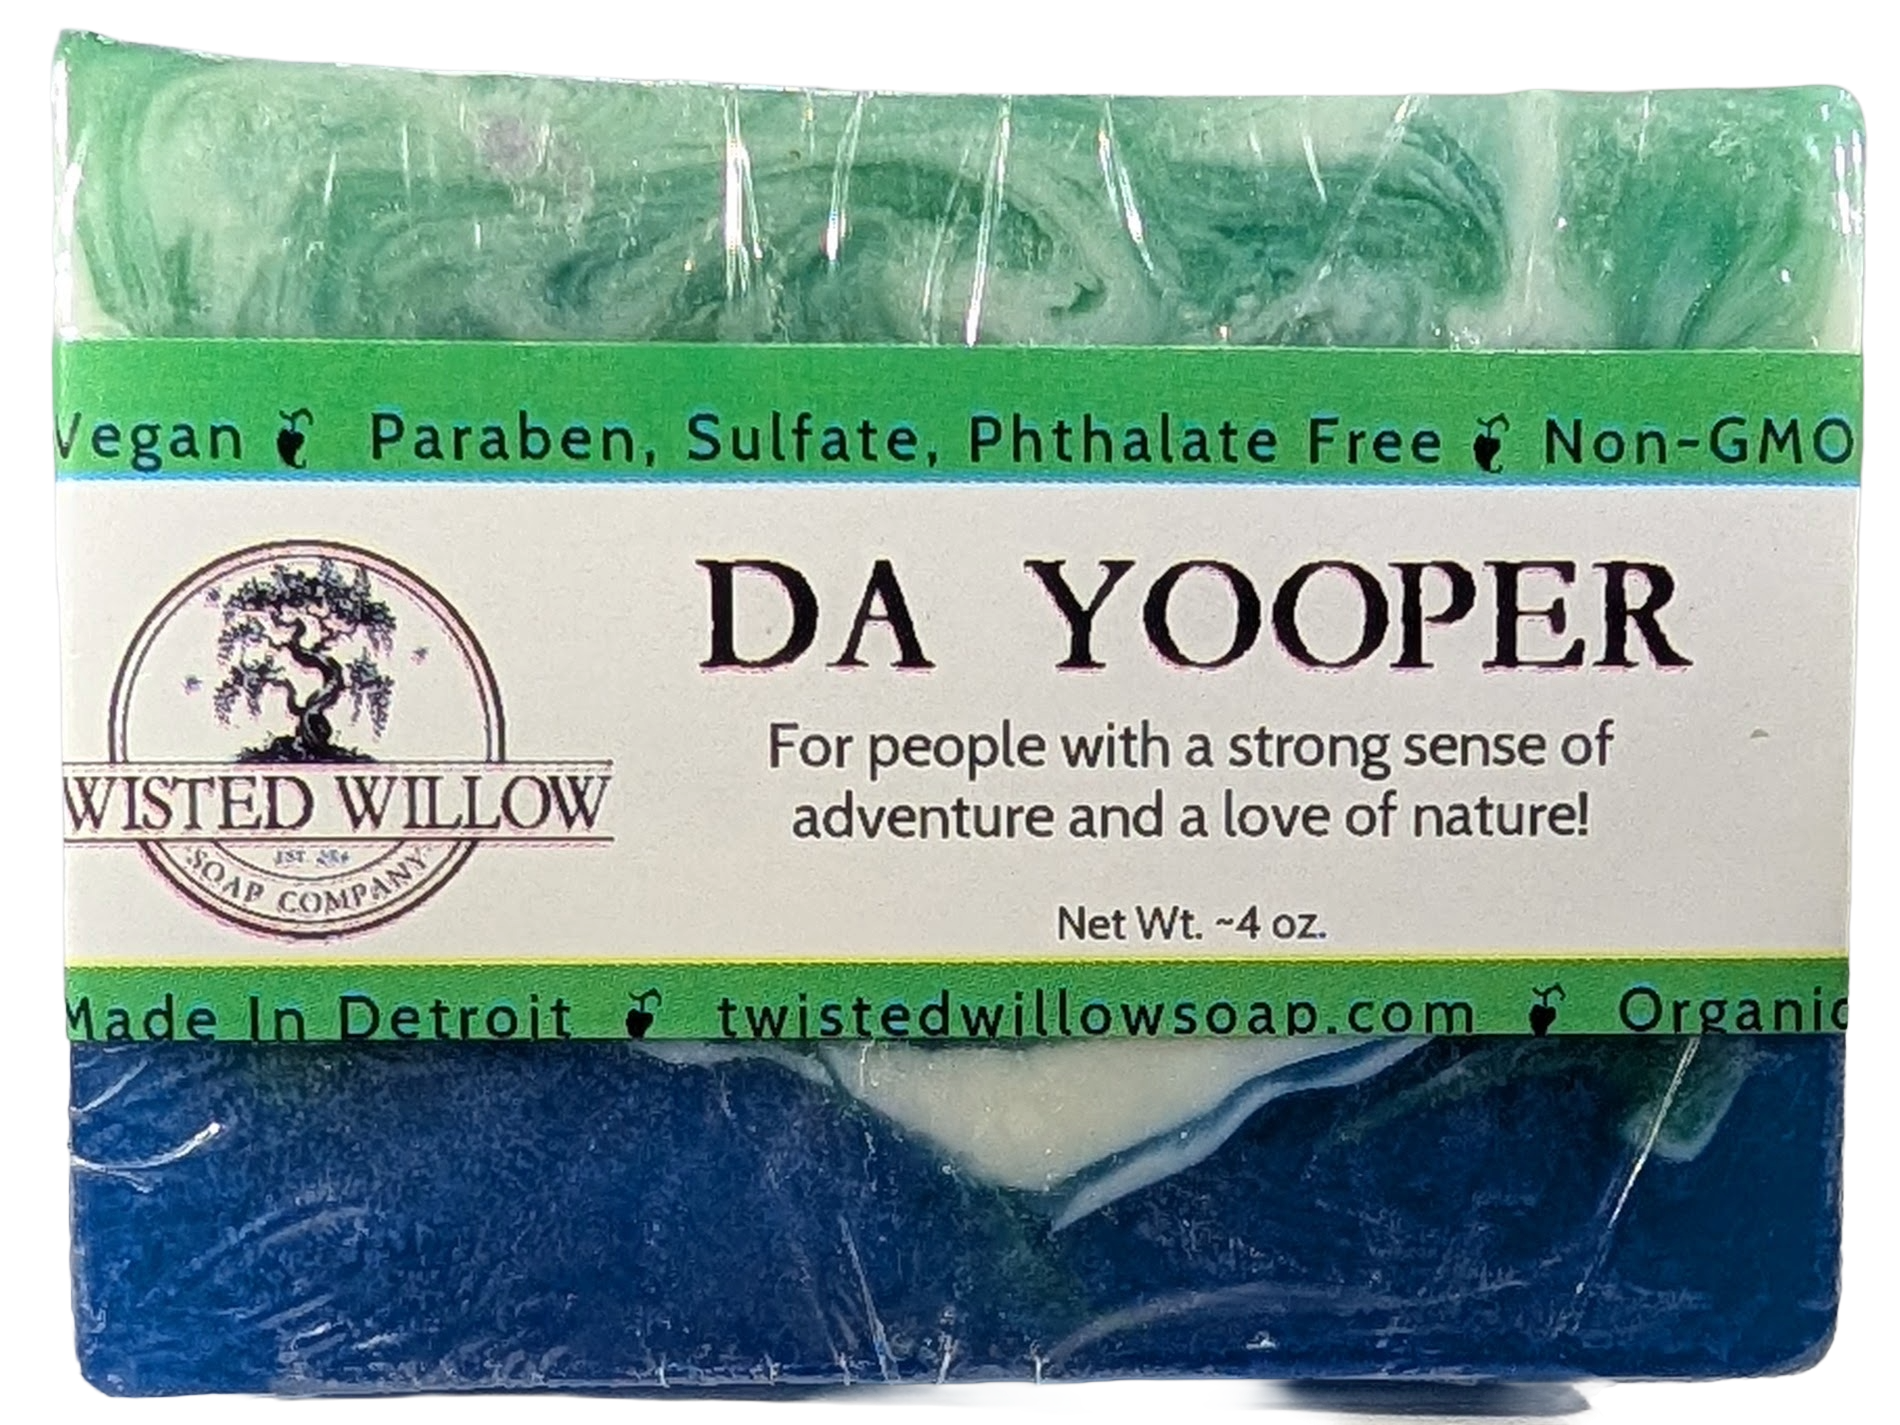 Vegan Paraben, Sulfate, Phthalate Free Non-GMO
DA YOOPER
For people with a strong sense of
adventure and a love of nature!
Net Wt. ~4 oz.
WISTED WILLOW
EST.
SOAP COMPANY
Made In Detroit twistedwillowsoap.com Organic